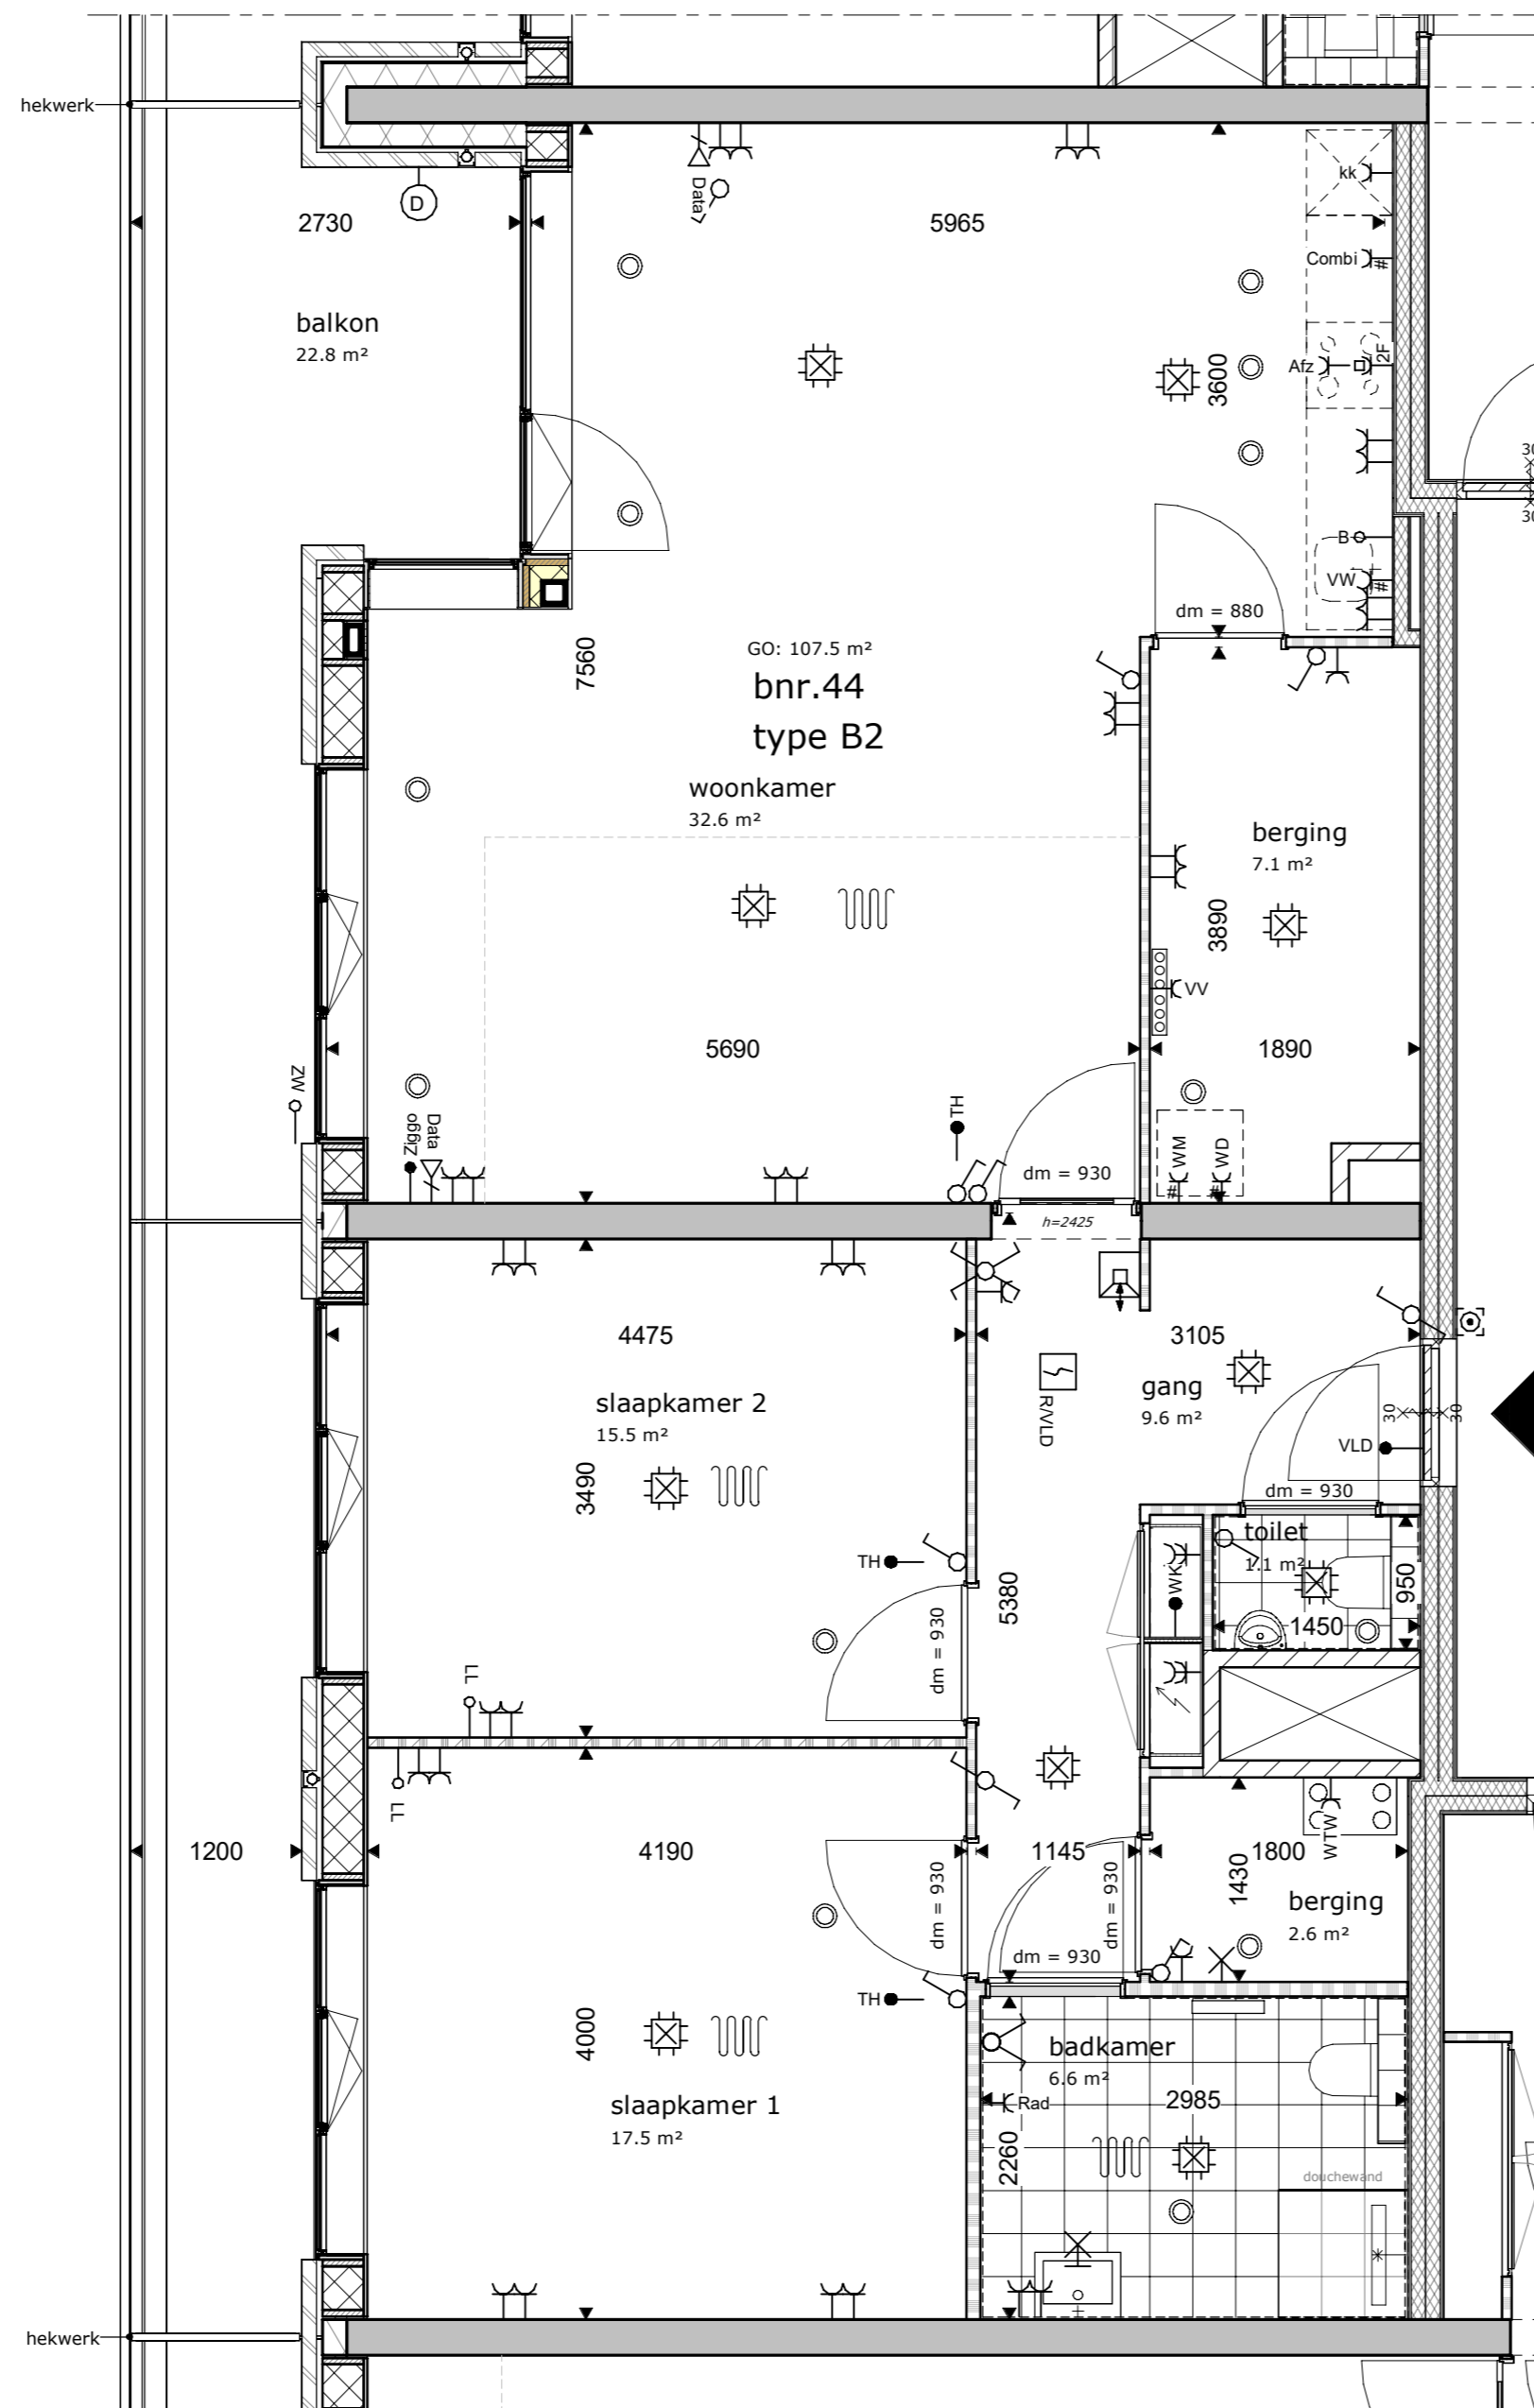 hekwerk
D
Data
2730
5965
kk
Combi
balkon
22.8 m²
Afz
2F
3600
30
30
B
VW
dm = 880
7560
GO: 107.5 m²
bnr.44
type B2
woonkamer
32.6 m²
berging
7.1 m²
3890
VV
5690
1890
ZW
Ziggo
Data
TH
WM
WD
#
#
#
#
dm = 930
h=2425
4475
3105
slaapkamer 2
15.5 m²
R/VLD
gang
9.6 m²
30
30
VLD
3490
dm = 930
toilet
1.1 m²
TH
WK
950
5380
1450
dm = 930
LL
LL
1200
4190
1145
1800
WTW
1430
dm = 930
dm = 930
berging
2.6 m²
dm = 930
TH
4000
badkamer
6.6 m²
Rad
2985
slaapkamer 1
17.5 m²
2260
douchewand
hekwerk